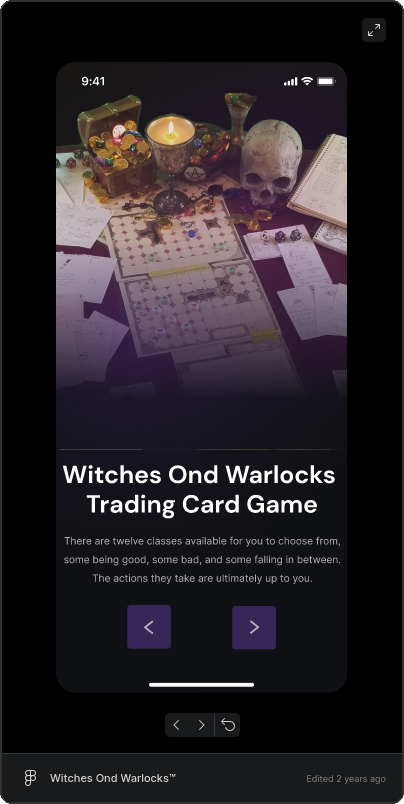 9:41
Witches Ond Warlocks
Trading Card Game
There are twelve classes available for you to choose from,
some being good, some bad, and some falling in between.
The actions they take are ultimately up to you.
Witches Ond Warlocks™
Edited 2 years ago